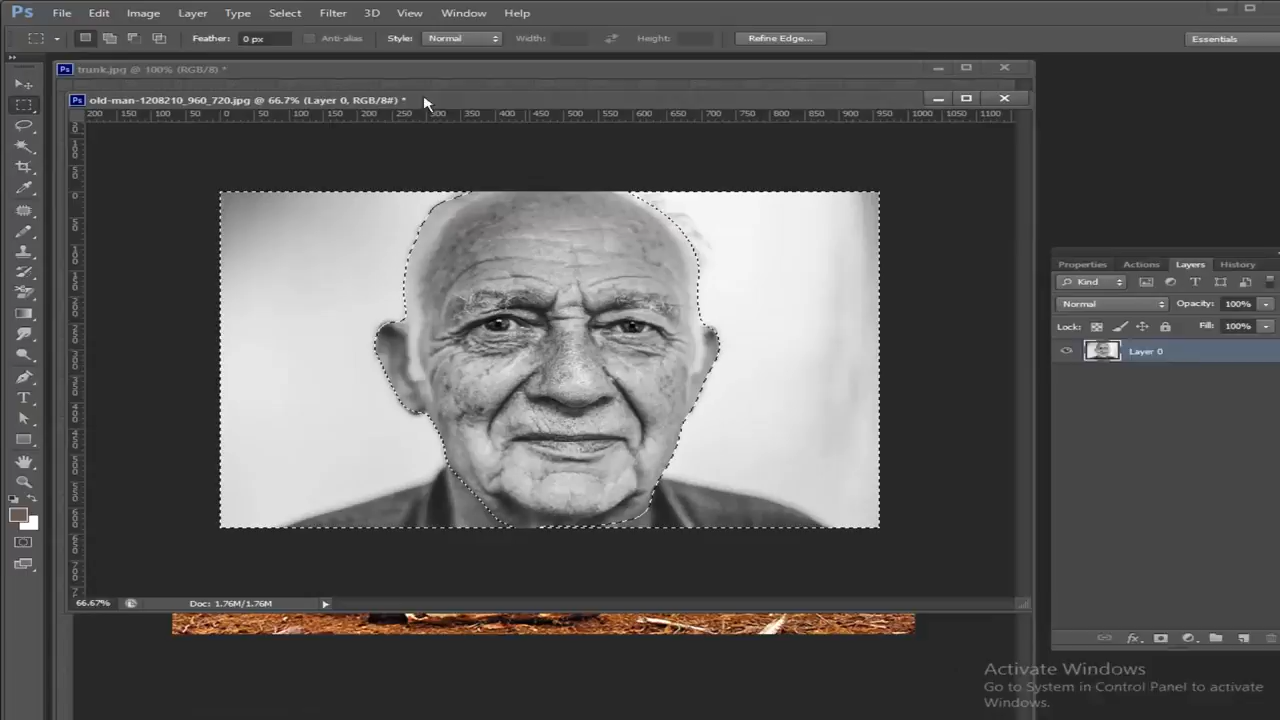 Ps File Edit Image Layer Type Select Filter 3D View Window Help
Feather: 0 px Anti-alias Style: Normal Width: Height: Refine Edge... Essentials
Ps trunk.jpg @ 100% (RGB/8) *
Ps old-man-1208210_960_720.jpg @ 66.7% (Layer 0, RGB/8#) *
200 150 100 50 0 50 100 150 200 250 300 350 400 450 500 550 600 650 700 750 800 850 900 950 1000 1050 1100
Properties Actions Layers History
Kind T
Normal Opacity: 100%
Lock: Fill: 100%
Layer 0
66.67% Doc: 1.76M/1.76M
fx
Activate Windows
Go to System in Control Panel to activate
Windows.